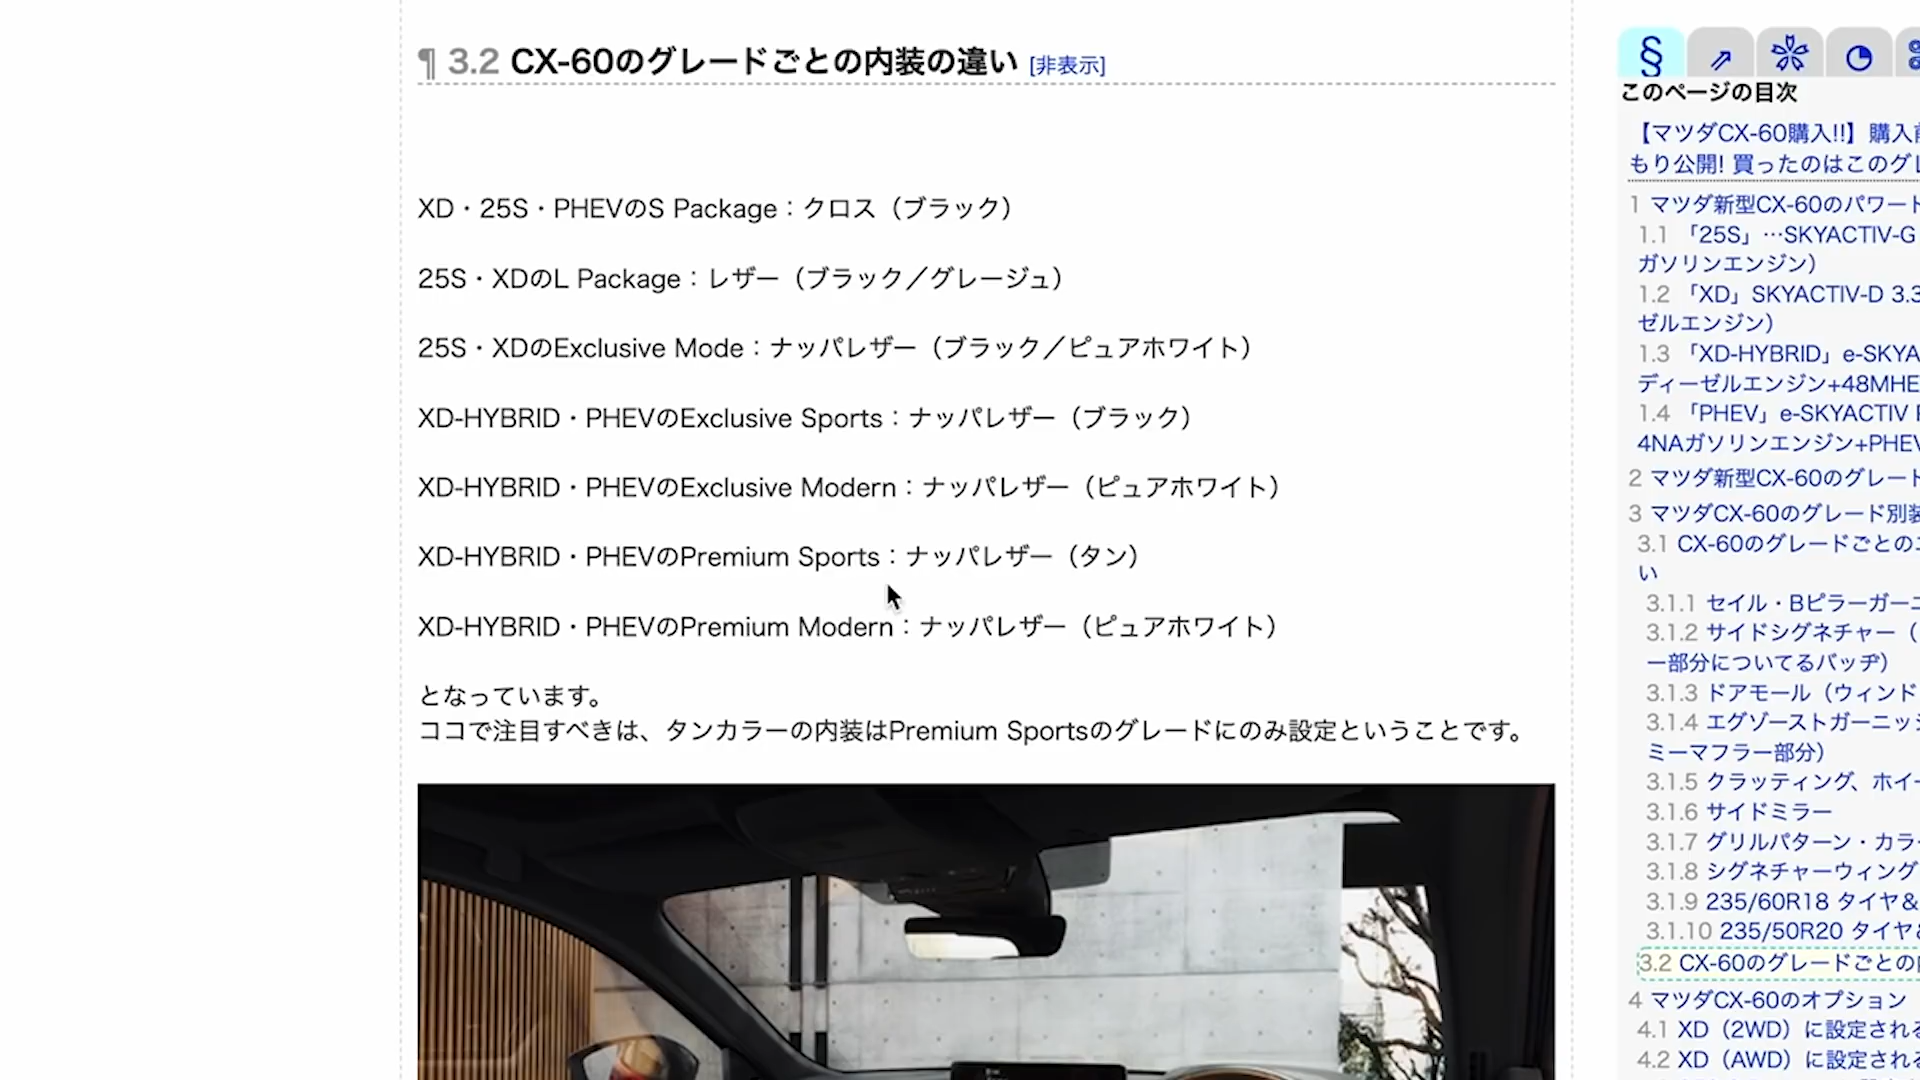 ¶ 3.2 CX-60のグレードごとの内装の違い [非表示]
XD・25S・PHEVのS Package：クロス（ブラック）
25S・XDのL Package：レザー（ブラック／グレージュ）
25S・XDのExclusive Mode：ナッパレザー（ブラック／ピュアホワイト）
XD-HYBRID・PHEVのExclusive Sports：ナッパレザー（ブラック）
XD-HYBRID・PHEVのExclusive Modern：ナッパレザー（ピュアホワイト）
XD-HYBRID・PHEVのPremium Sports：ナッパレザー（タン）
XD-HYBRID・PHEVのPremium Modern：ナッパレザー（ピュアホワイト）
となっています。
ココで注目すべきは、タンカラーの内装はPremium Sportsのグレードにのみ設定ということです。
§
このページの目次
【マツダCX-60購入!!】購入
もり公開! 買ったのはこのグ
1 マツダ新型CX-60のパワー
1.1 「25S」…SKYACTIV-G
ガソリンエンジン）
1.2 「XD」SKYACTIV-D 3.3
ゼルエンジン）
1.3 「XD-HYBRID」e-SKYA
ディーゼルエンジン+48MHE
1.4 「PHEV」e-SKYACTIV
4NAガソリンエンジン+PHEV
2 マツダ新型CX-60のグレード
3 マツダCX-60のグレード別
3.1 CX-60のグレードごとの
い
3.1.1 セイル・Bピラーガー
3.1.2 サイドシグネチャー（
ー部分についてるバッヂ）
3.1.3 ドアモール（ウィンド
3.1.4 エグゾーストガーニッ
ミーマフラー部分）
3.1.5 クラッディング、ホイ
3.1.6 サイドミラー
3.1.7 グリルパターン・カラ
3.1.8 シグネチャーウィング
3.1.9 235/60R18 タイヤ＆
3.1.10 235/50R20 タイヤ
3.2 CX-60のグレードごとの
4 マツダCX-60のオプション
4.1 XD（2WD）に設定される
4.2 XD（AWD）に設定される